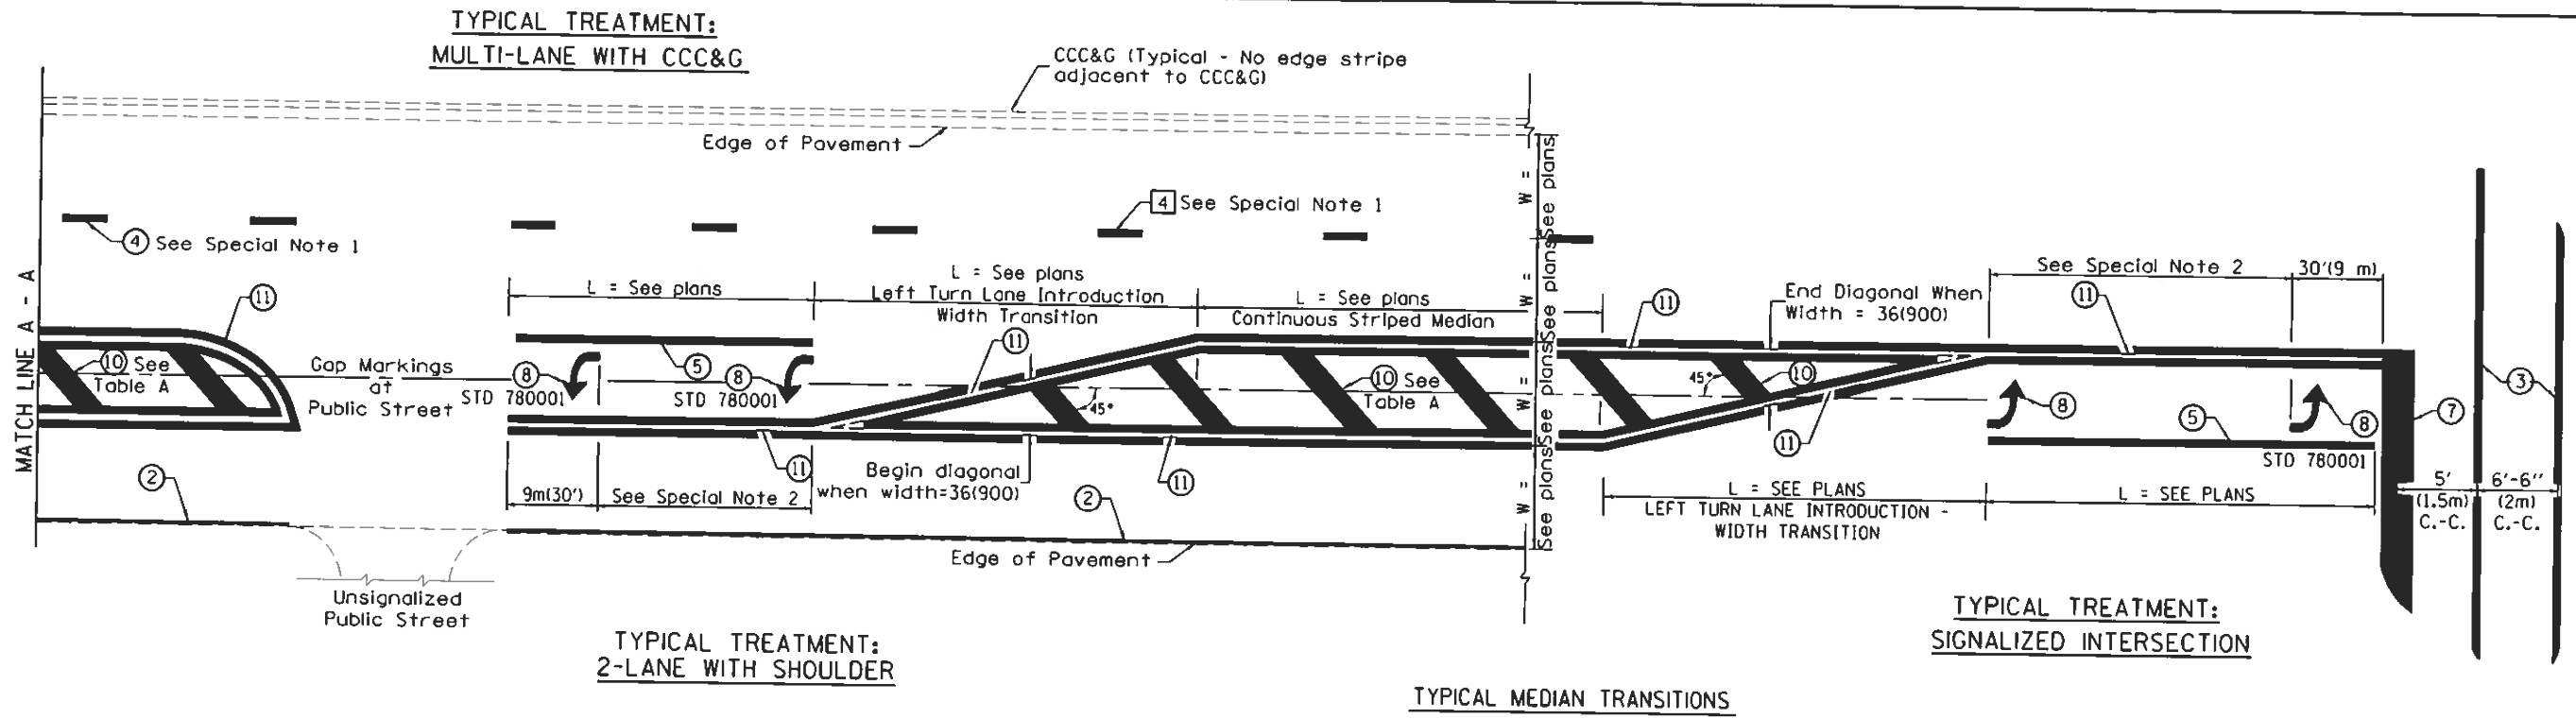 TYPICAL TREATMENT:
MULTI-LANE WITH CCC&G
CCC&G (Typical - No edge stripe
adjacent to CCC&G)
Edge of Pavement
4 See Special Note 1
4 See Special Note 1
MATCH LINE A - A
11
10 See
Table A
Gap Markings
at
Public Street
2
Unsignalized
Public Street
L = See plans
L = See plans
Left Turn Lane Introduction
Width Transition
L = See plans
Continuous Striped Median
8
STD 780001
5
8
STD 780001
11
11
45°
10 See
Table A
9m(30')
See Special Note 2
Begin diagonal
when width=36(900)
11
2
Edge of Pavement
W =
See plans
W =
See plans
W =
See plans
W =
See plans
11
End Diagonal When
Width = 36(900)
See Special Note 2
30'(9 m)
11
45°
10
11
8
8
5
STD 780001
7
3
5'
(1.5m)
C.-C.
6'-6"
(2m)
C.-C.
L = SEE PLANS
LEFT TURN LANE INTRODUCTION -
WIDTH TRANSITION
L = SEE PLANS
TYPICAL TREATMENT:
2-LANE WITH SHOULDER
TYPICAL TREATMENT:
SIGNALIZED INTERSECTION
TYPICAL MEDIAN TRANSITIONS